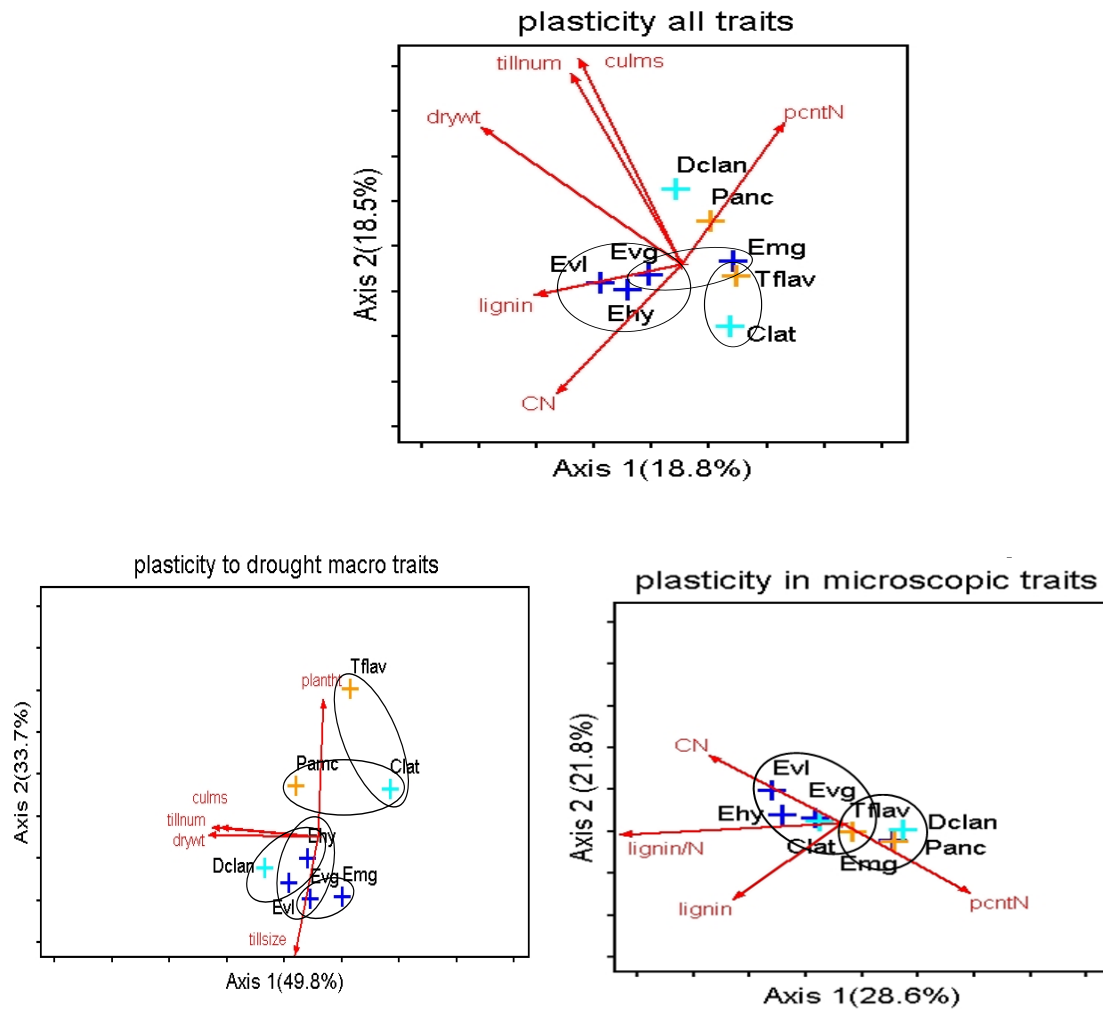 plasticity all traits
tillnum culms
drywt pcntN
Dclan
Panc
Evl Evg Emg
Tflav
lignin
Ehy
Clat
CN
Axis 2(18.5%)
Axis 1(18.8%)
plasticity to drought macro traits
Tflav
plantht
Pamc Clat
culms
tillnum
drywt Ehy
Dclan
Evg Emg
Evl
tillsize
Axis 2(33.7%)
Axis 1(49.8%)
plasticity in microscopic traits
CN
Evl
Evg
Ehy Tflav Dclan
lignin/N Clat Panc
Emg
lignin pcntN
Axis 2 (21.8%)
Axis 1(28.6%)